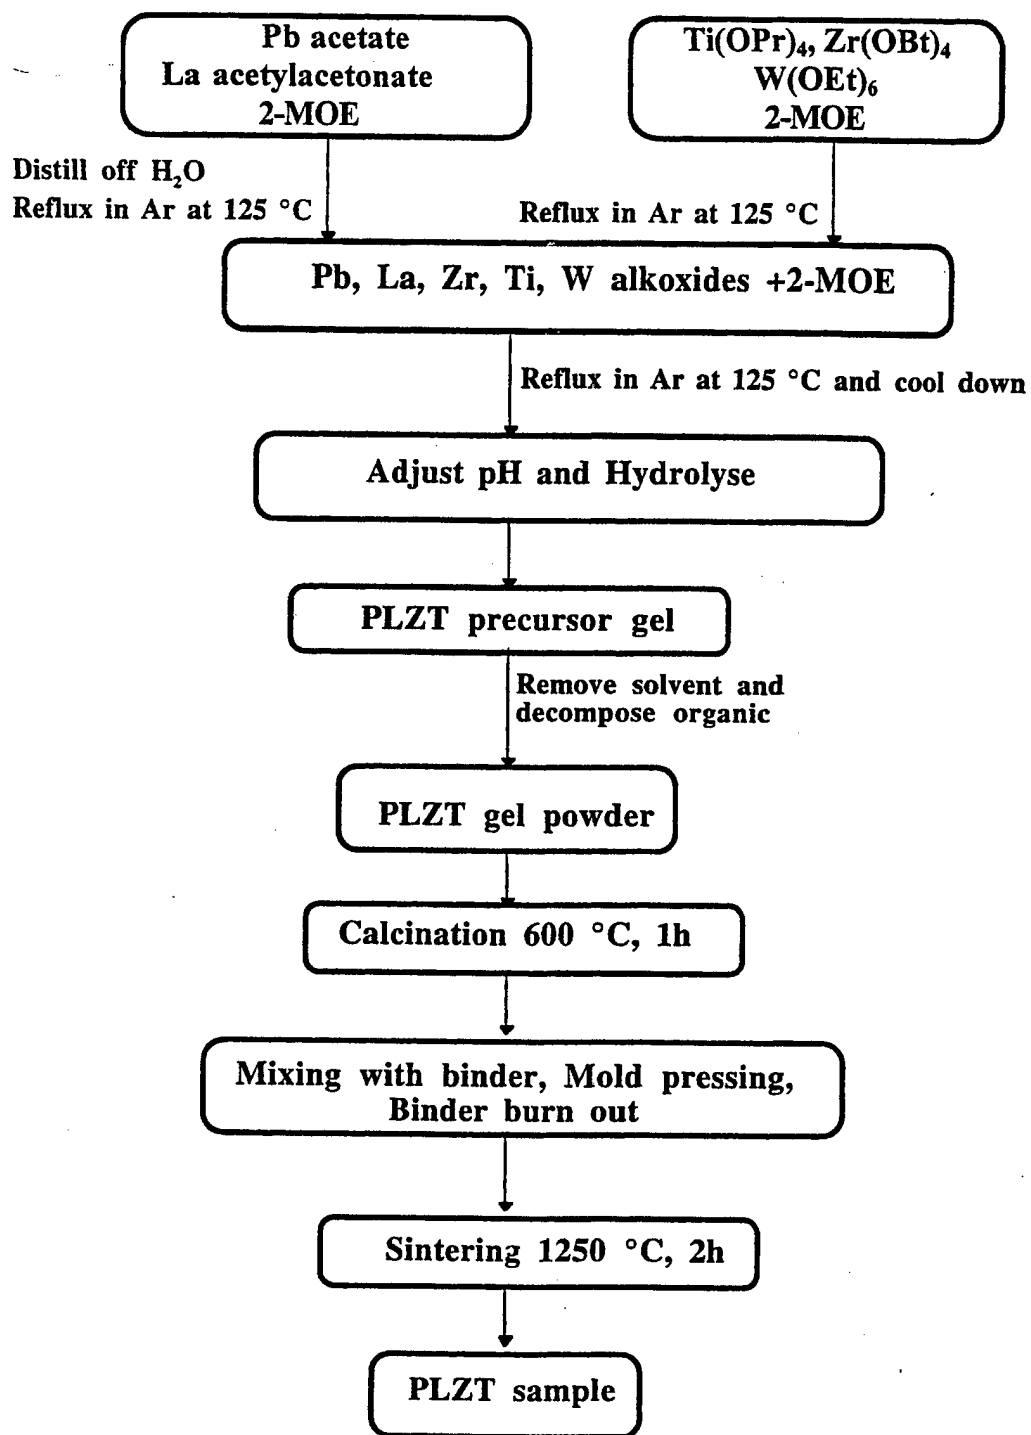 Pb acetate
La acetylacetonate
2-MOE
Ti(OPr)₄, Zr(OBt)₄
W(OEt)₆
2-MOE
Distill off H₂O
Reflux in Ar at 125 °C
Reflux in Ar at 125 °C
Pb, La, Zr, Ti, W alkoxides +2-MOE
Reflux in Ar at 125 °C and cool down
Adjust pH and Hydrolyse
PLZT precursor gel
Remove solvent and
decompose organic
PLZT gel powder
Calcination 600 °C, 1h
Mixing with binder, Mold pressing,
Binder burn out
Sintering 1250 °C, 2h
PLZT sample